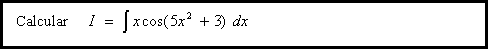 Calcular I = ∫ x cos(5x² + 3) dx